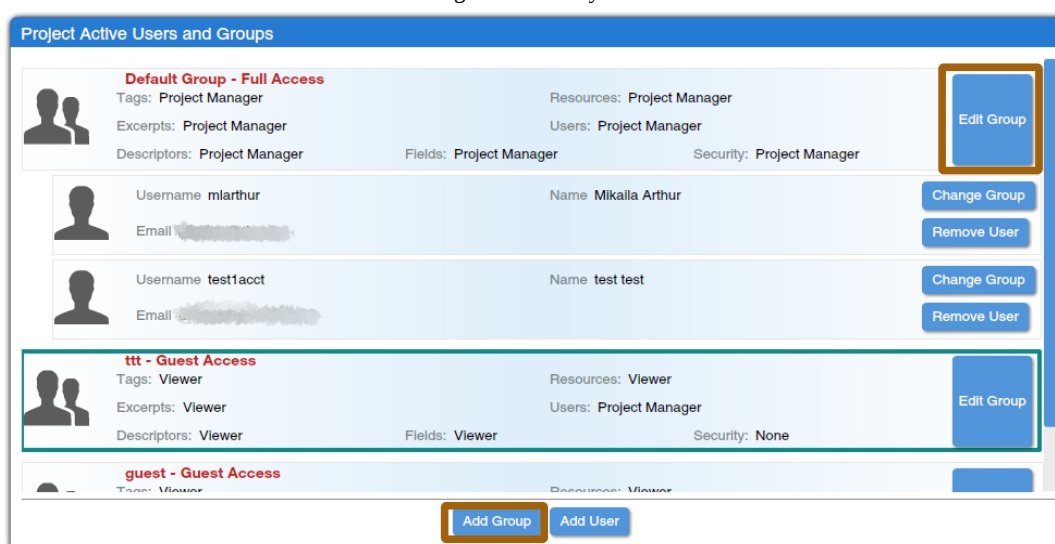 Project Active Users and Groups
Default Group - Full Access
Tags: Project Manager Resources: Project Manager
Excerpts: Project Manager Users: Project Manager
Descriptors: Project Manager Fields: Project Manager Security: Project Manager
Edit Group
Username mlarthur Name Mikaila Arthur
Change Group
Email
Remove User
Username test1acct Name test test
Change Group
Email
Remove User
ttt - Guest Access
Tags: Viewer Resources: Viewer
Excerpts: Viewer Users: Project Manager
Descriptors: Viewer Fields: Viewer Security: None
Edit Group
guest - Guest Access
Tags: Viewer Resources: Viewer
Add Group Add User